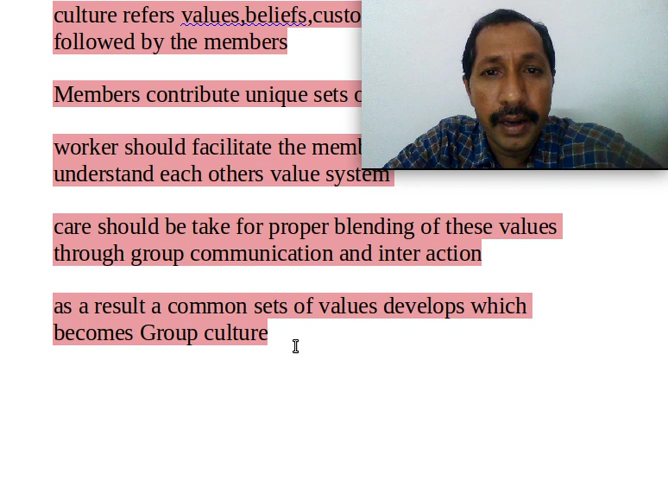 culture refers values,beliefs,custo
followed by the members
Members contribute unique sets
worker should facilitate the
understand each others value system
care should be take for proper blending of these values
through group communication and inter action
as a result a common sets of values develops which
becomes Group culture